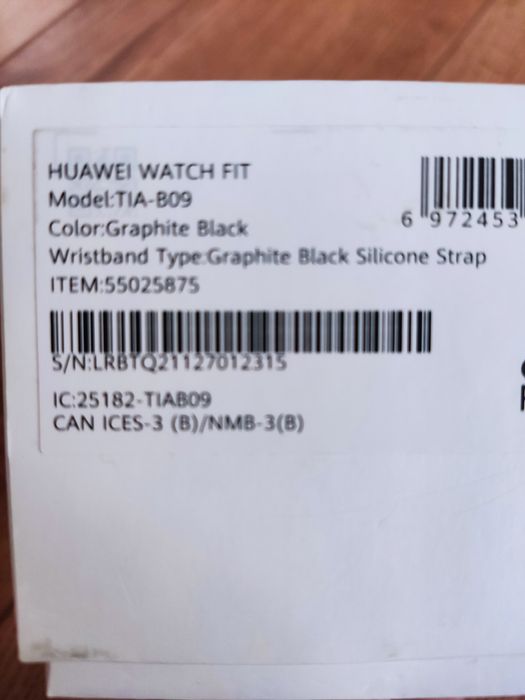 HUAWEI WATCH FIT
Model:TIA-B09
Color:Graphite Black
Wristband Type:Graphite Black Silicone Strap
ITEM:55025875
6 972453
S/N:LRBTQ21127012315
IC:25182-TIAB09
CAN ICES-3 (B)/NMB-3(B)